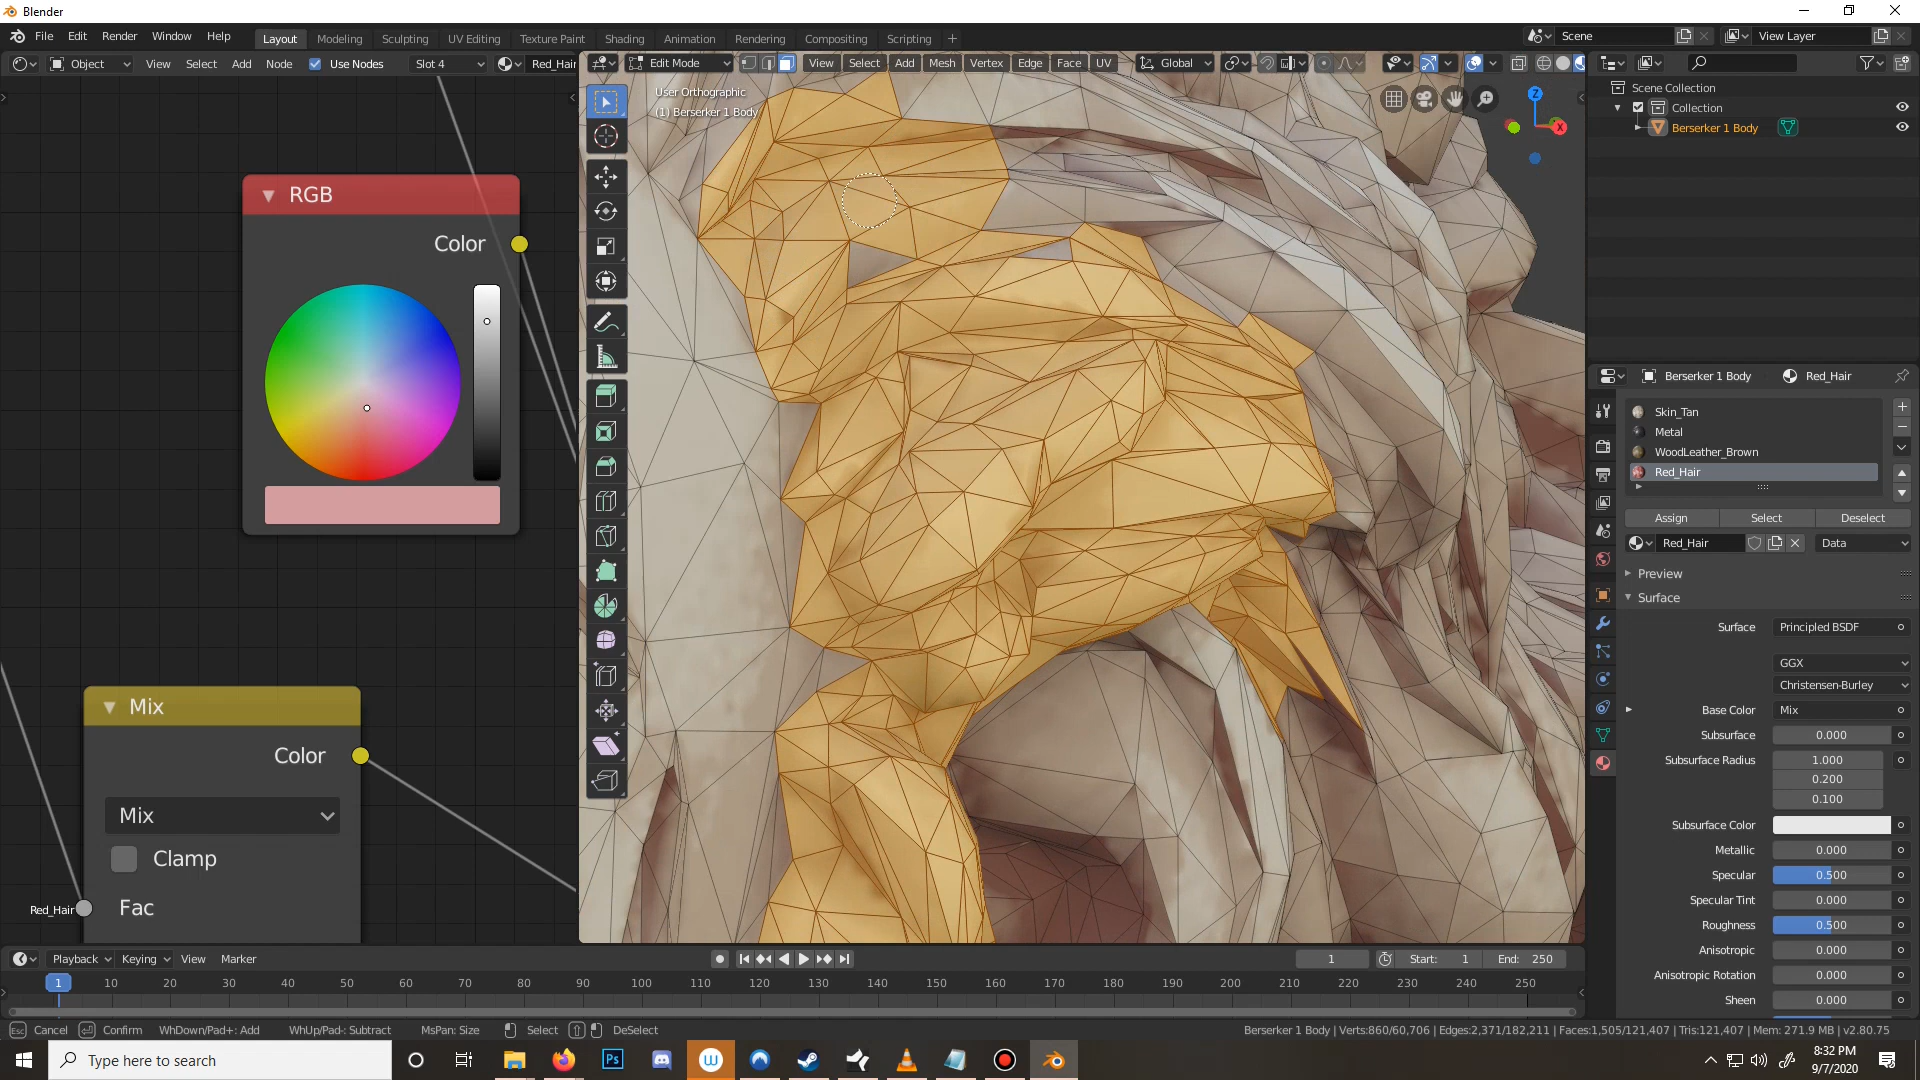 Blender
File Edit Render Window Help
Layout Modeling Sculpting UV Editing Texture Paint Shading Animation Rendering Compositing Scripting
Scene View Layer
Object View Select Add Node Use Nodes Slot 4 Red_Hair
Edit Mode View Select Add Mesh Vertex Edge Face UV Global
User Orthographic
(1) Berserker 1 Body
RGB
Color
Mix
Color
Mix
Clamp
Red_Hair Fac
Z
X
Scene Collection
Collection
Berserker 1 Body
Berserker 1 Body Red_Hair
Skin_Tan
Metal
WoodLeather_Brown
Red_Hair
Assign Select Deselect
Red_Hair Data
Preview
Surface
Surface Principled BSDF
GGX
Christensen-Burley
Base Color Mix
Subsurface 0.000
Subsurface Radius 1.000
0.200
0.100
Subsurface Color
Metallic 0.000
Specular 0.500
Specular Tint 0.000
Roughness 0.500
Anisotropic 0.000
Anisotropic Rotation 0.000
Sheen 0.000
Playback Keying View Marker
1 Start: 1 End: 250
1 10 20 30 40 50 60 70 80 90 100 110 120 130 140 150 160 170 180 190 200 210 220 230 240 250
Esc Cancel Confirm WhDown/Pad+: Add WhUp/Pad-: Subtract MsPan: Size Select DeSelect
Berserker 1 Body | Verts:860/60,706 | Edges:2,371/182,211 | Faces:1,505/121,407 | Tris:121,407 | Mem: 271.9 MB | v2.80.75
Type here to search
Ps
W
8:32 PM
9/7/2020